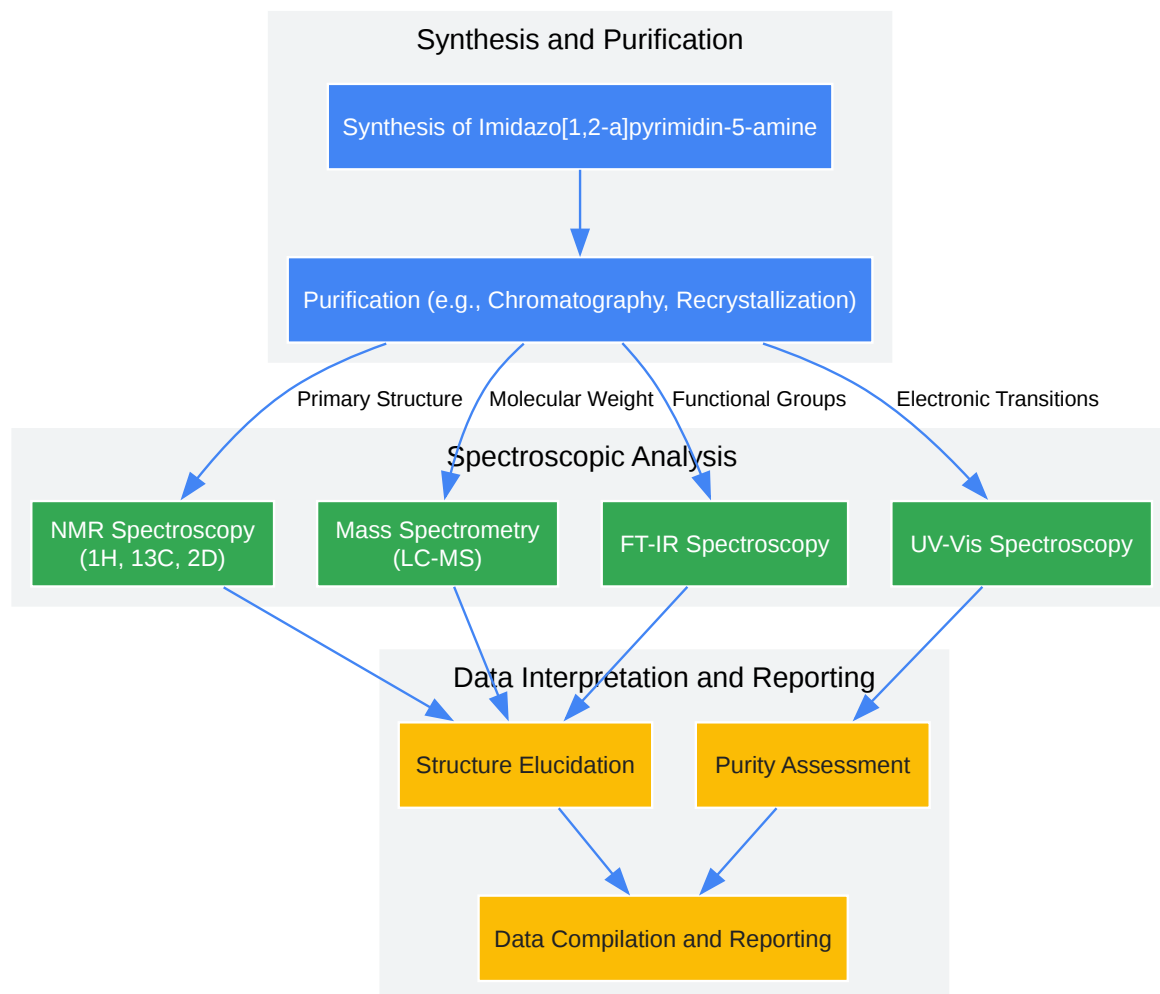 Synthesis and Purification
Synthesis of Imidazo[1,2-a]pyrimidin-5-amine
Purification (e.g., Chromatography, Recrystallization)
Primary Structure
Molecular Weight
Functional Groups
Electronic Transitions
Spectroscopic Analysis
NMR Spectroscopy
(1H, 13C, 2D)
Mass Spectrometry
(LC-MS)
FT-IR Spectroscopy
UV-Vis Spectroscopy
Data Interpretation and Reporting
Structure Elucidation
Purity Assessment
Data Compilation and Reporting